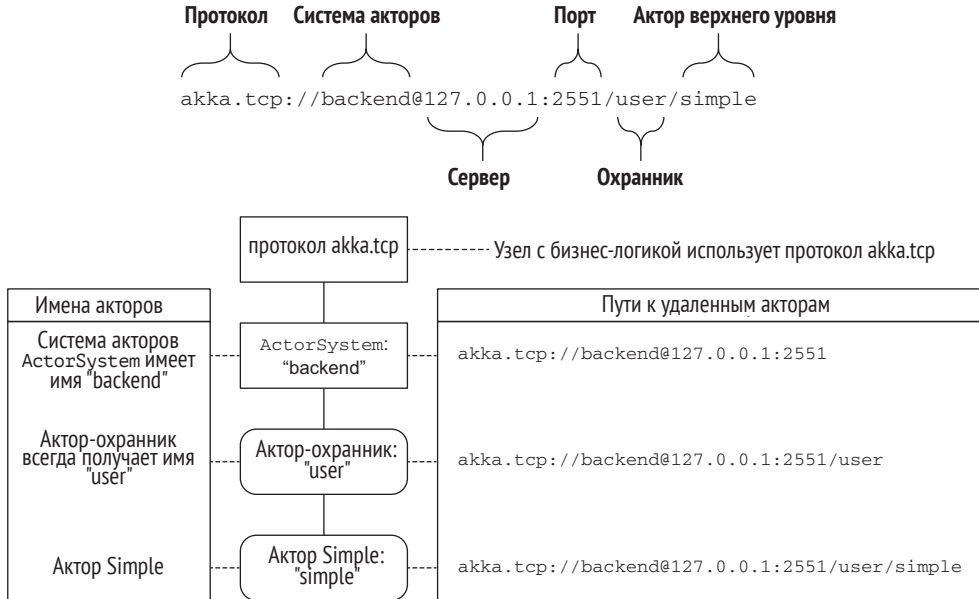 Протокол Система акторов Порт Актор верхнего уровня
akka.tcp://backend@127.0.0.1:2551/user/simple
Сервер Охранник
протокол akka.tcp
Узел с бизнес-логикой использует протокол akka.tcp
Имена акторов
Пути к удаленным акторам
Система акторов
ActorSystem имеет
имя "backend"
ActorSystem:
“backend”
akka.tcp://backend@127.0.0.1:2551
Актор-охранник
всегда получает имя
"user"
Актор-охранник:
"user"
akka.tcp://backend@127.0.0.1:2551/user
Актор Simple
Актор Simple:
"simple"
akka.tcp://backend@127.0.0.1:2551/user/simple